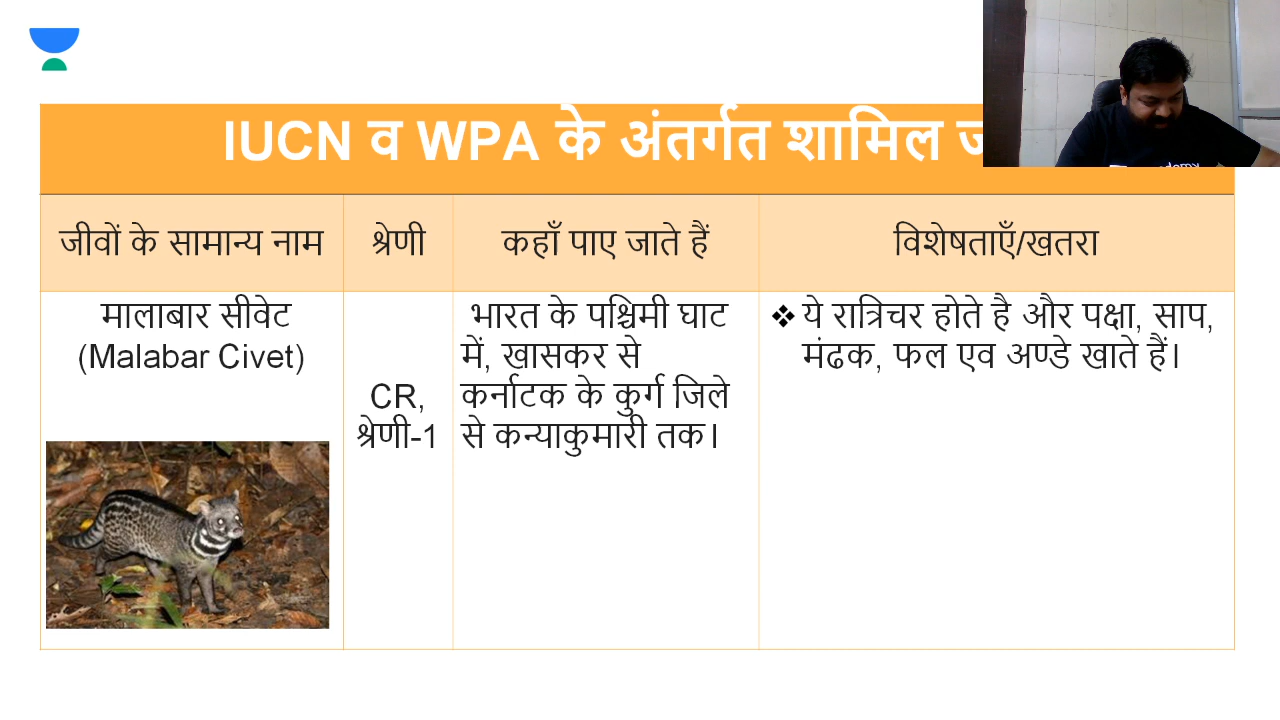 IUCN व WPA के अंतर्गत शामिल
जीवों के सामान्य नाम
श्रेणी
कहाँ पाए जाते हैं
विशेषताएँ/खतरा
मालाबार सीवेट
(Malabar Civet)
CR,
श्रेणी-1
भारत के पश्चिमी घाट
में, खासकर से
कर्नाटक के कुर्ग जिले
से कन्याकुमारी तक।
❖ ये रात्रिचर होते है और पक्षा, साप,
मंढक, फल एव अण्डे खाते हैं।